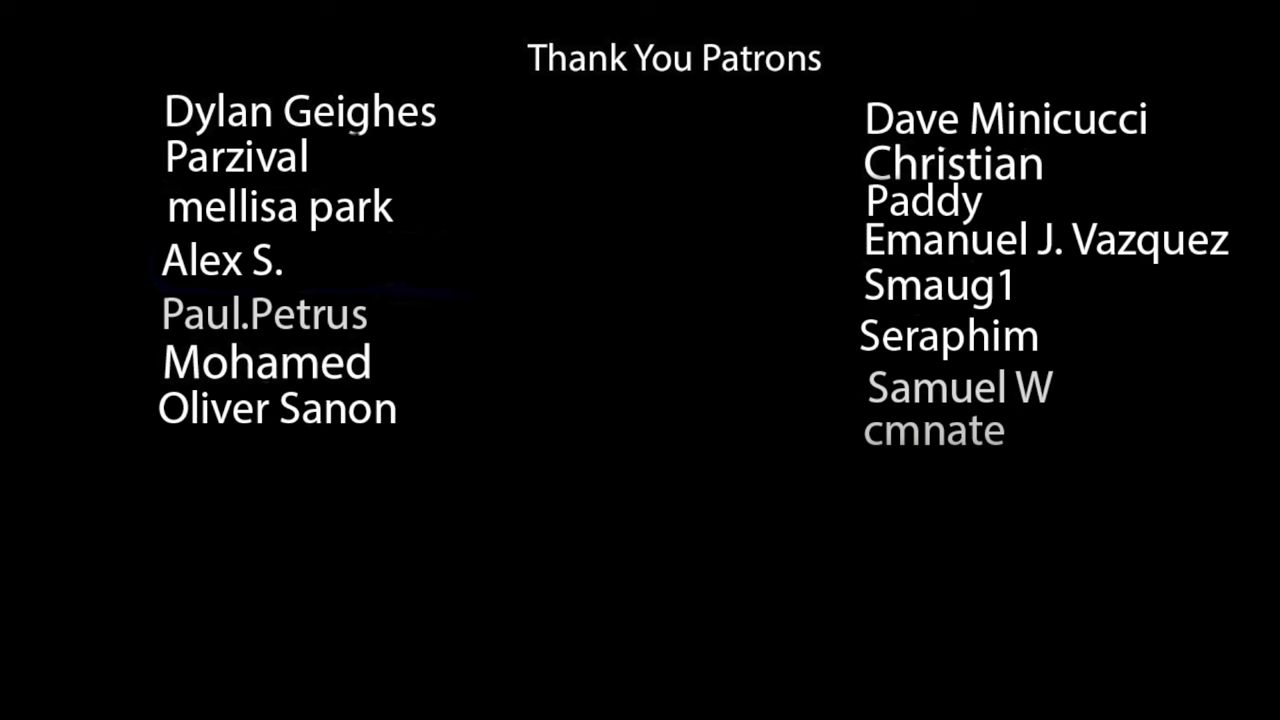 Thank You Patrons
Dylan Geighes
Parzival
mellisa park
Alex S.
Paul.Petrus
Mohamed
Oliver Sanon
Dave Minicucci
Christian
Paddy
Emanuel J. Vazquez
Smaug1
Seraphim
Samuel W
cmnate